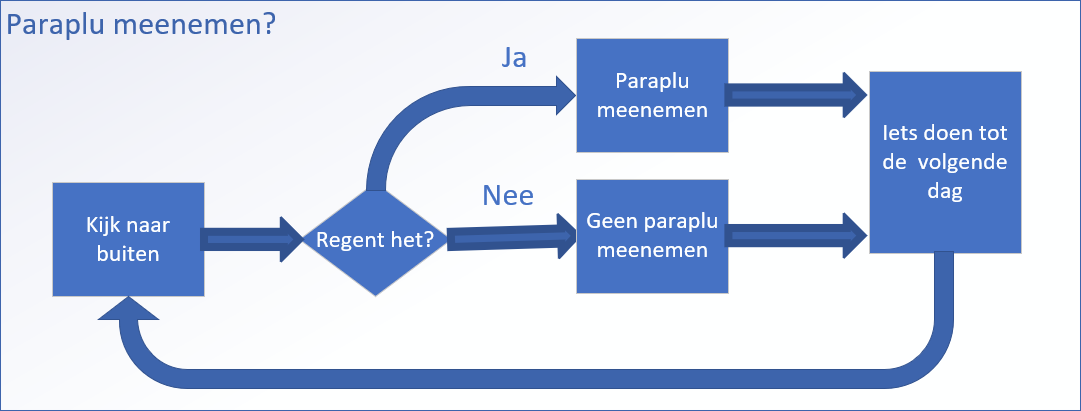 Paraplu meenemen?
Ja
Paraplu
meenemen
Iets doen tot
de volgende
dag
Kijk naar
buiten
Regent het?
Nee
Geen paraplu
meenemen